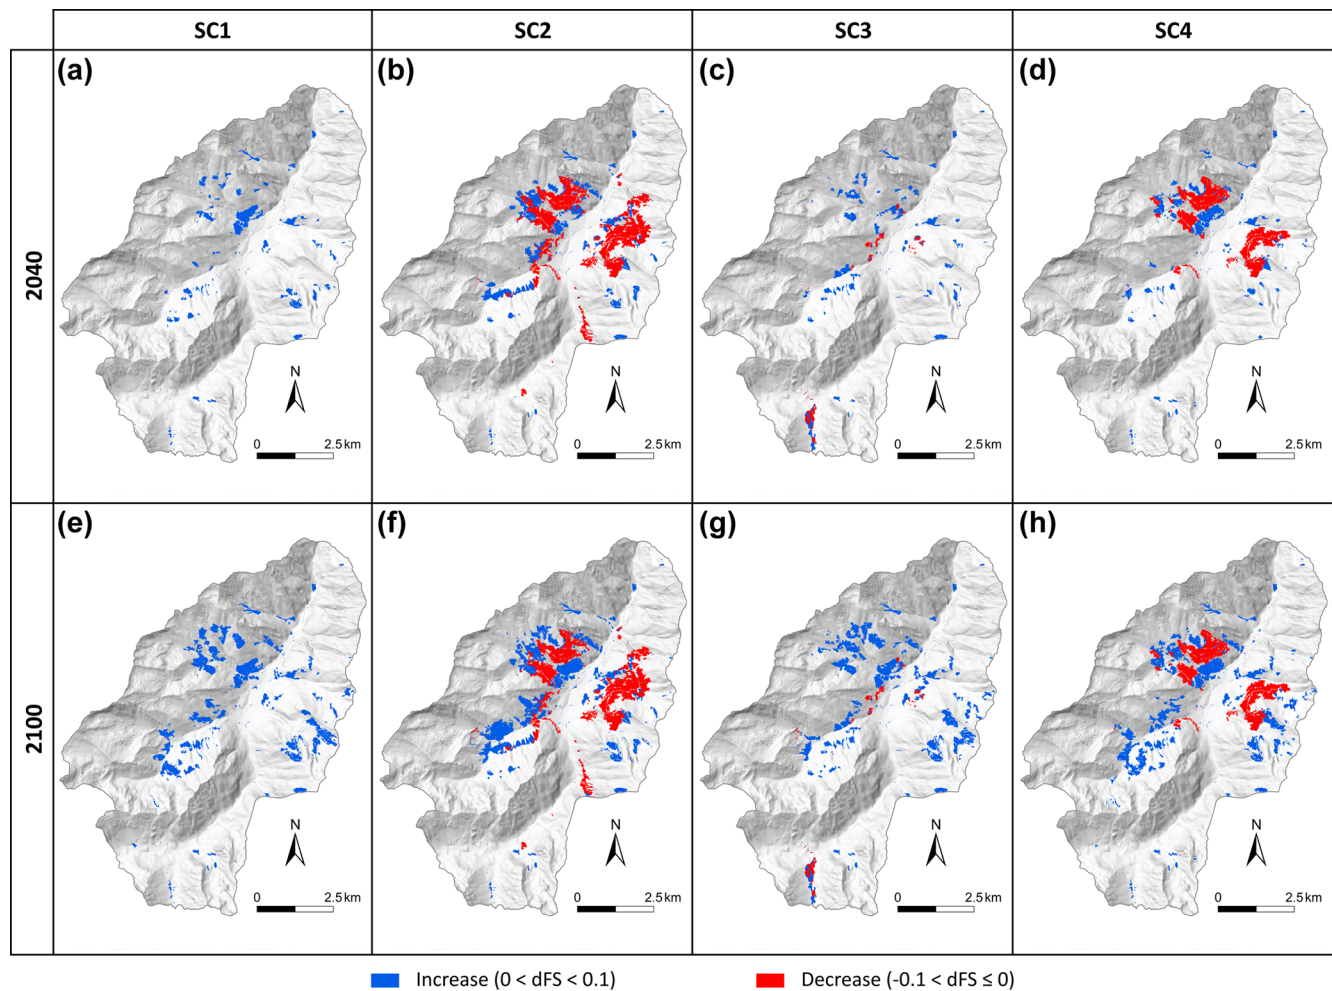 SC1 SC2 SC3 SC4
2040
(a) (b) (c) (d)
N N N N
0 2.5 km 0 2.5 km 0 2.5 km 0 2.5 km
2100
(e) (f) (g) (h)
N N N N
0 2.5 km 0 2.5 km 0 2.5 km 0 2.5 km
Increase (0 < dFS < 0.1) Decrease (-0.1 < dFS ≤ 0)